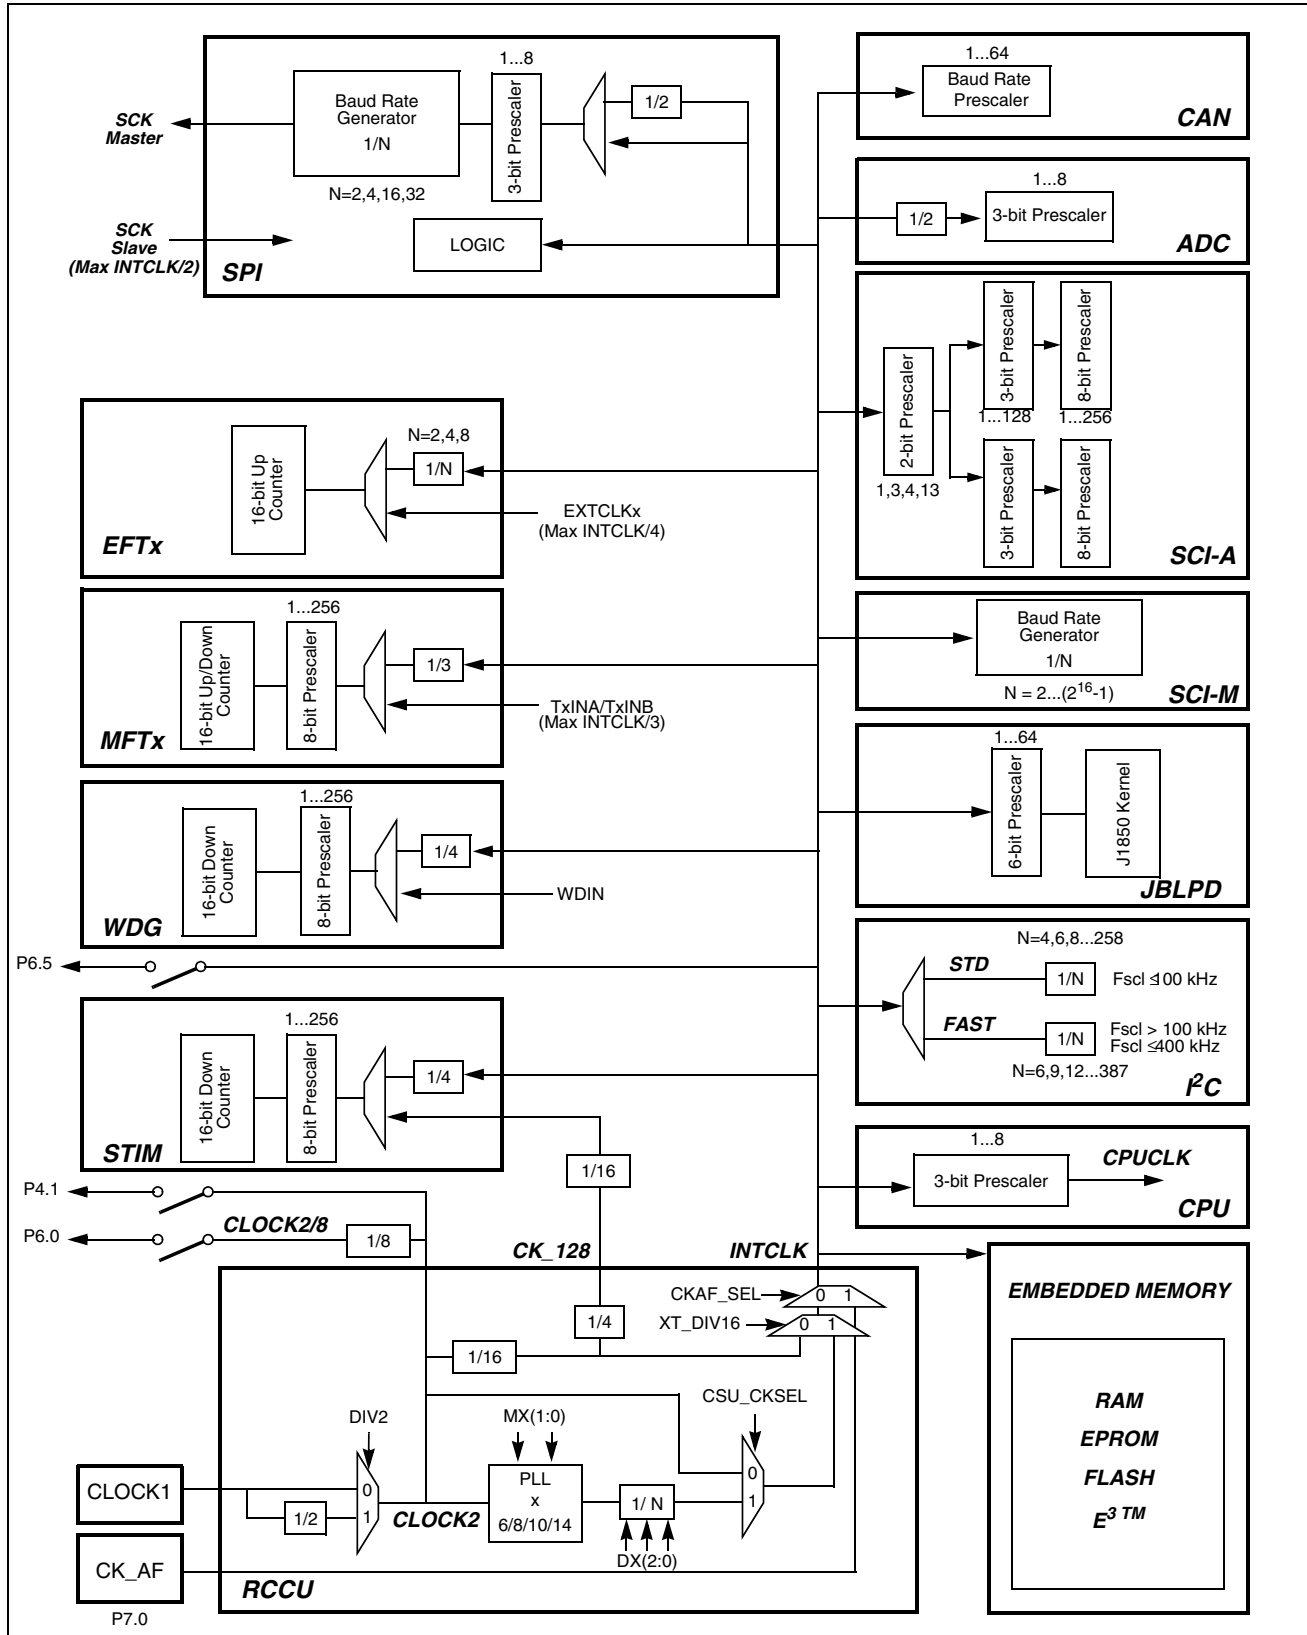 1...8
Baud Rate
Generator
1/N
N=2,4,16,32
3-bit Prescaler
1/2
SCK
Master
SCK
Slave
(Max INTCLK/2)
LOGIC
SPI
1...64
Baud Rate
Prescaler
CAN
1...8
1/2
3-bit Prescaler
ADC
2-bit Prescaler
1,3,4,13
3-bit Prescaler
1...128
8-bit Prescaler
1...256
3-bit Prescaler
8-bit Prescaler
SCI-A
16-bit Up
Counter
N=2,4,8
1/N
EXTCLKx
(Max INTCLK/4)
EFTx
1...256
16-bit Up/Down
Counter
8-bit Prescaler
1/3
TxINA/TxINB
(Max INTCLK/3)
MFTx
Baud Rate
Generator
1/N
N = 2...(2^16-1)
SCI-M
1...256
16-bit Down
Counter
8-bit Prescaler
1/4
WDIN
WDG
1...64
6-bit Prescaler
J1850 Kernel
JBLPD
P6.5
N=4,6,8...258
STD
1/N
Fscl ≤100 kHz
FAST
1/N
Fscl > 100 kHz
Fscl ≤400 kHz
N=6,9,12...387
I²C
1...256
16-bit Down
Counter
8-bit Prescaler
1/4
STIM
1/16
1...8
3-bit Prescaler
CPUCLK
CPU
P4.1
P6.0
CLOCK2/8
1/8
CK_128
INTCLK
CKAF_SEL
0 1
XT_DIV16
0 1
1/4
1/16
CSU_CKSEL
DIV2
MX(1:0)
CLOCK1
1/2
0
1
CLOCK2
PLL
x
6/8/10/14
1/ N
DX(2:0)
0
1
CK_AF
P7.0
RCCU
EMBEDDED MEMORY
RAM
EPROM
FLASH
E³ ™